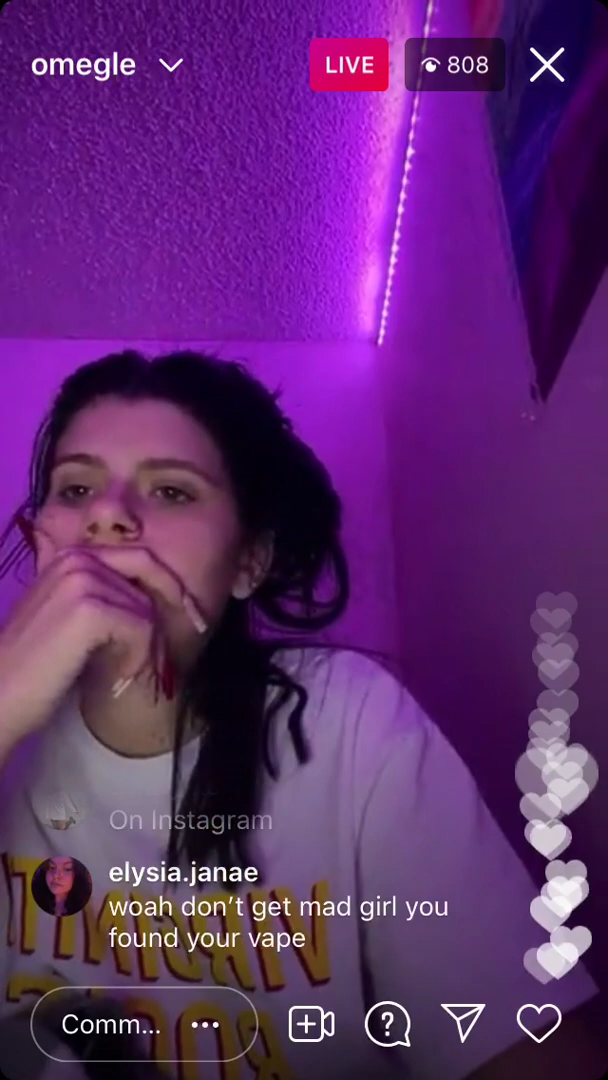 omegle
LIVE
808
On Instagram
elysia.janae
woah don't get mad girl you
found your vape
Comm...